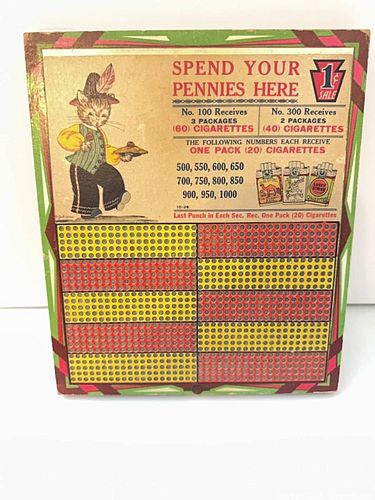 SPEND YOUR
PENNIES HERE
1¢
SALE
No. 100 Receives
3 PACKAGES
(60) CIGARETTES
No. 300 Receives
2 PACKAGES
(40) CIGARETTES
THE FOLLOWING NUMBERS EACH RECEIVE
ONE PACK (20) CIGARETTES
500, 550, 600, 650
700, 750, 800, 850
900, 950, 1000
LUCKY STRIKE
Last Punch in Each Sec. Rec. One Pack (20) Cigarettes